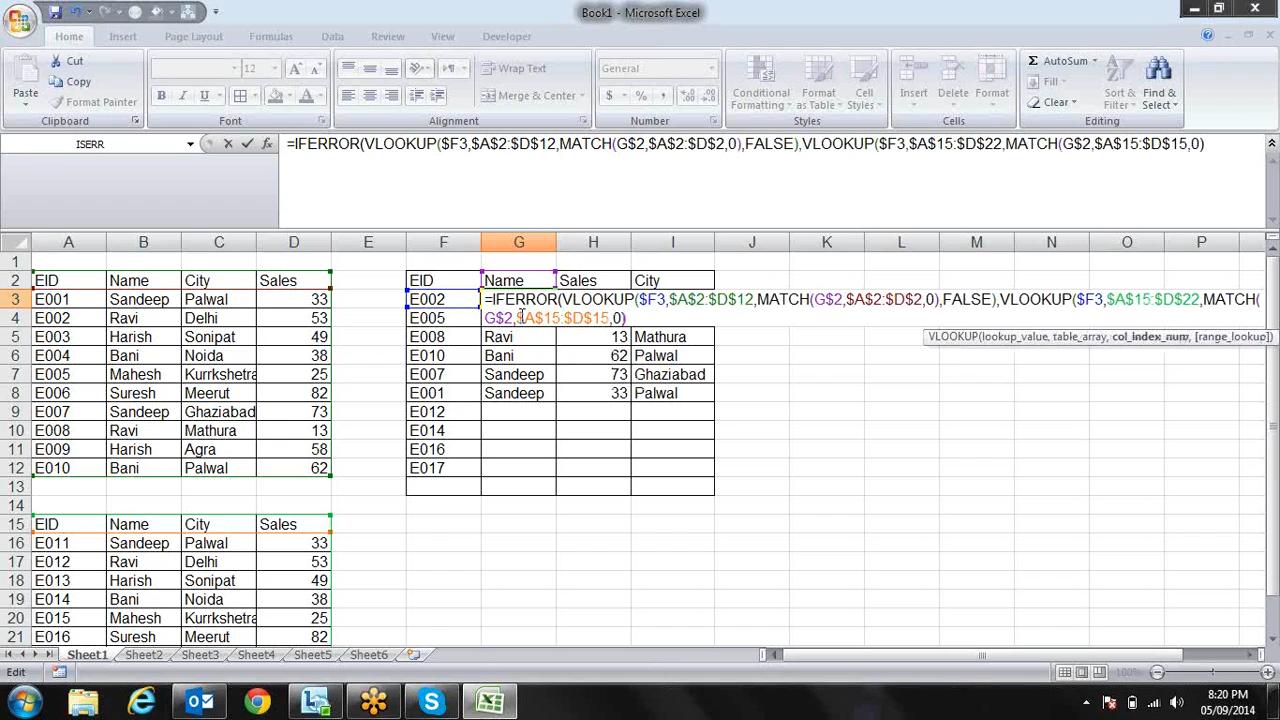 Book1 - Microsoft Excel
Home Insert Page Layout Formulas Data Review View Developer
Paste
Cut
Copy
Format Painter
Clipboard
12
Font
Wrap Text
Merge & Center
Alignment
General
Number
Conditional Formatting
Format as Table
Cell Styles
Styles
Insert Delete Format
Cells
AutoSum
Fill
Clear
Sort & Filter
Find & Select
Editing
ISERR
=IFERROR(VLOOKUP($F3,$A$2:$D$12,MATCH(G$2,$A$2:$D$2,0),FALSE),VLOOKUP($F3,$A$15:$D$22,MATCH(G$2,$A$15:$D$15,0)
A B C D E F G H I J K L M N O P
1
2 EID Name City Sales EID Name Sales City
3 E001 Sandeep Palwal 33 E002 =IFERROR(VLOOKUP($F3,$A$2:$D$12,MATCH(G$2,$A$2:$D$2,0),FALSE),VLOOKUP($F3,$A$15:$D$22,MATCH(
4 E002 Ravi Delhi 53 E005 G$2,$A$15:$D$15,0)
5 E003 Harish Sonipat 49 E008 Ravi 13 Mathura
VLOOKUP(lookup_value, table_array, col_index_num, [range_lookup])
6 E004 Bani Noida 38 E010 Bani 62 Palwal
7 E005 Mahesh Kurrkshetra 25 E007 Sandeep 73 Ghaziabad
8 E006 Suresh Meerut 82 E001 Sandeep 33 Palwal
9 E007 Sandeep Ghaziabad 73 E012
10 E008 Ravi Mathura 13 E014
11 E009 Harish Agra 58 E016
12 E010 Bani Palwal 62 E017
13
14
15 EID Name City Sales
16 E011 Sandeep Palwal 33
17 E012 Ravi Delhi 53
18 E013 Harish Sonipat 49
19 E014 Bani Noida 38
20 E015 Mahesh Kurrkshetra 25
21 E016 Suresh Meerut 82
Sheet1 Sheet2 Sheet3 Sheet4 Sheet5 Sheet6
Edit
100%
8:20 PM
05/09/2014